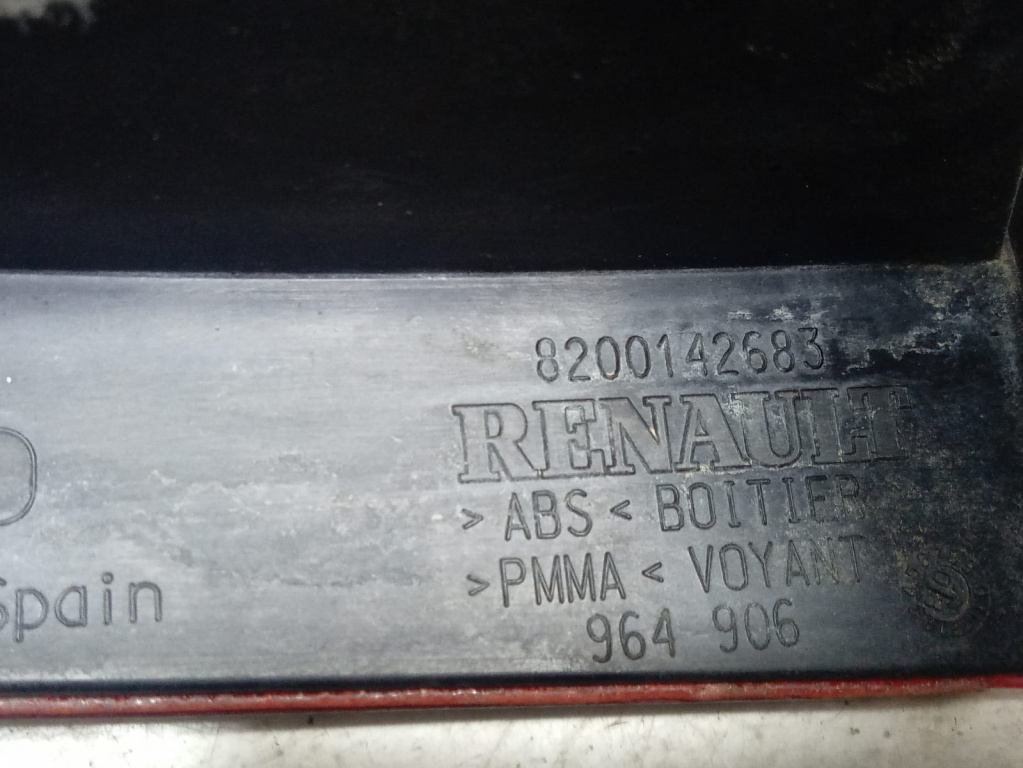 8200142683
RENAULT
> ABS < BOITIER
>PMMA < VOYANT
964 906
Spain